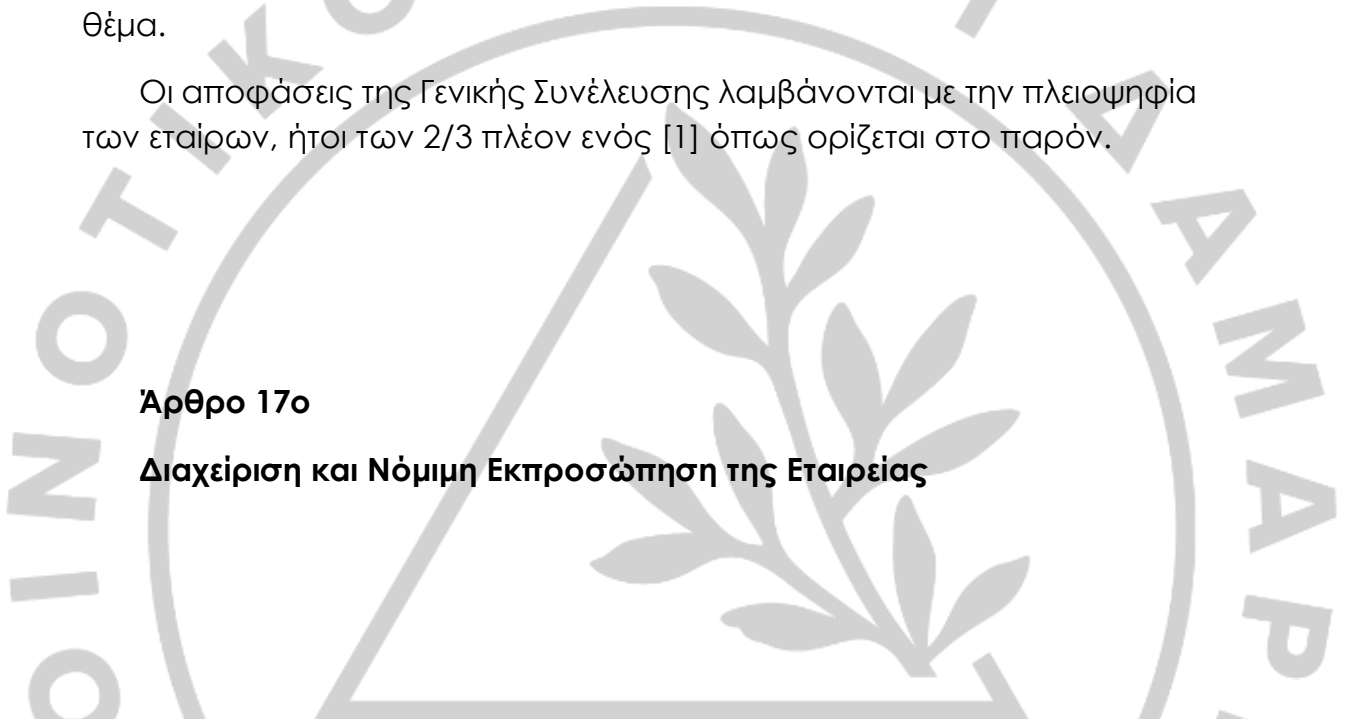 θέμα.
Οι αποφάσεις της Γενικής Συνέλευσης λαμβάνονται με την πλειοψηφία
των εταίρων, ήτοι των 2/3 πλέον ενός [1] όπως ορίζεται στο παρόν.
Άρθρο 17ο
Διαχείριση και Νόμιμη Εκπροσώπηση της Εταιρείας